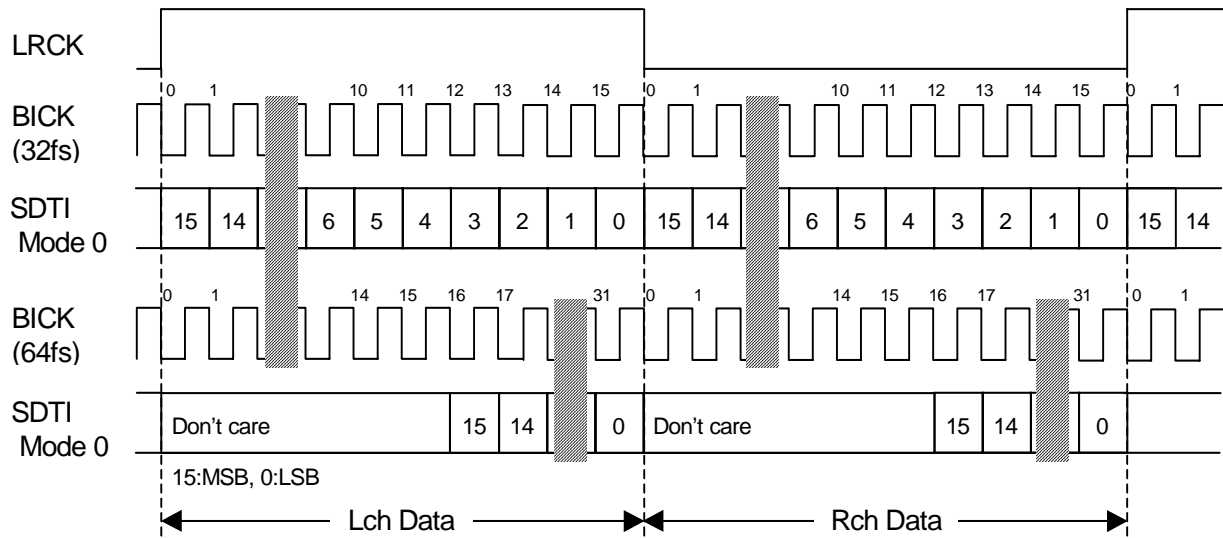 LRCK
0 1 10 11 12 13 14 15 0 1 10 11 12 13 14 15 0 1
BICK
(32fs)
SDTI
Mode 0
15 14 6 5 4 3 2 1 0 15 14 6 5 4 3 2 1 0 15 14
0 1 14 15 16 17 31 0 1 14 15 16 17 31 0 1
BICK
(64fs)
SDTI
Mode 0
Don't care 15 14 0 Don't care 15 14 0
15:MSB, 0:LSB
Lch Data Rch Data